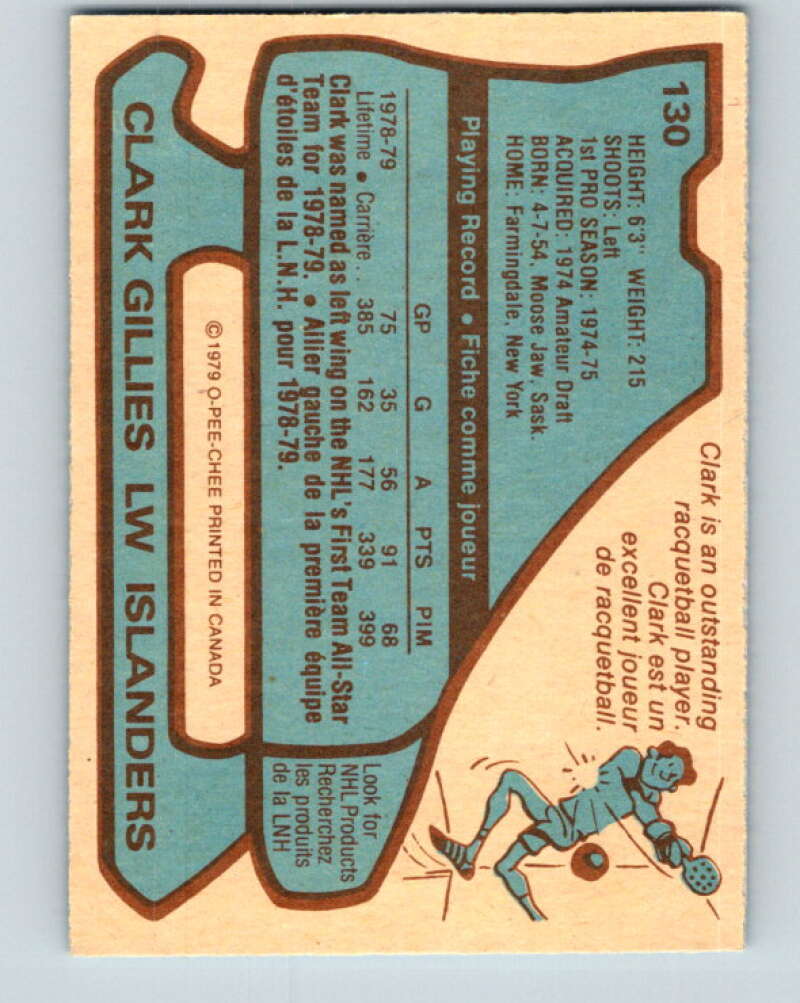 130
HEIGHT: 6'3" WEIGHT: 215
SHOOTS: Left
1st PRO SEASON: 1974-75
ACQUIRED: 1974 Amateur Draft
BORN: 4-7-54, Moose Jaw, Sask.
HOME: Farmingdale, New York
Clark is an outstanding
racquetball player.
Clark est un
excellent joueur
de racquetball.
Playing Record • Fiche comme joueur
GP G A PTS PIM
1978-79 75 35 56 91 68
Lifetime • Carrière . . 385 162 177 339 399
Clark was named as left wing on the NHL's First Team All-Star
Team for 1978-79. • Allier gauche de la première équipe
d'étoiles de la L.N.H. pour 1978-79.
Look for
NHL Products
Recherchez
les produits
de la LNH
© 1979 O-PEE-CHEE PRINTED IN CANADA
CLARK GILLIES LW ISLANDERS